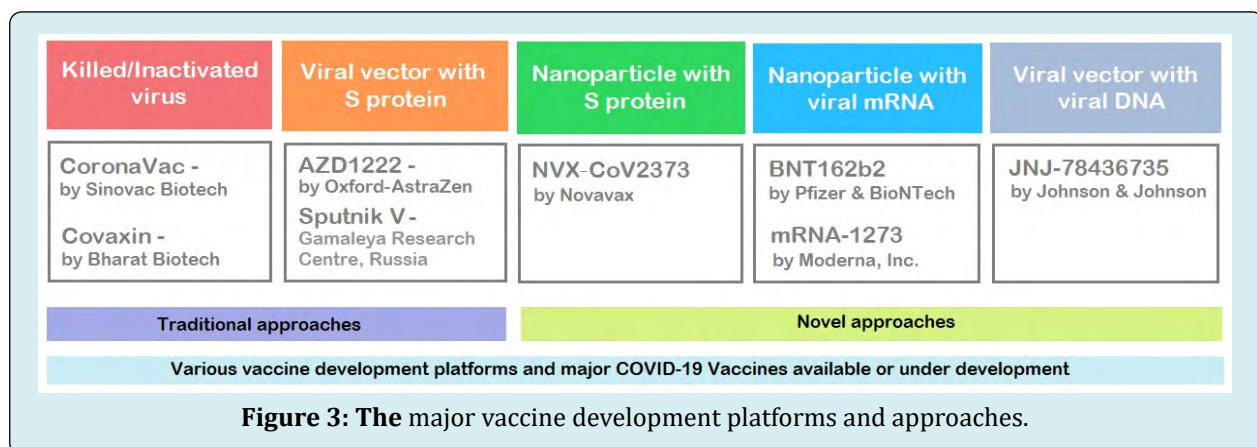 Killed/Inactivated
virus
Viral vector with
S protein
Nanoparticle with
S protein
Nanoparticle with
viral mRNA
Viral vector with
viral DNA
CoronaVac -
by Sinovac Biotech
Covaxin -
by Bharat Biotech
AZD1222 -
by Oxford-AstraZen
Sputnik V -
Gamaleya Research
Centre, Russia
NVX-CoV2373
by Novavax
BNT162b2
by Pfizer & BioNTech
mRNA-1273
by Moderna, Inc.
JNJ-78436735
by Johnson & Johnson
Traditional approaches
Novel approaches
Various vaccine development platforms and major COVID-19 Vaccines available or under development
Figure 3: The major vaccine development platforms and approaches.